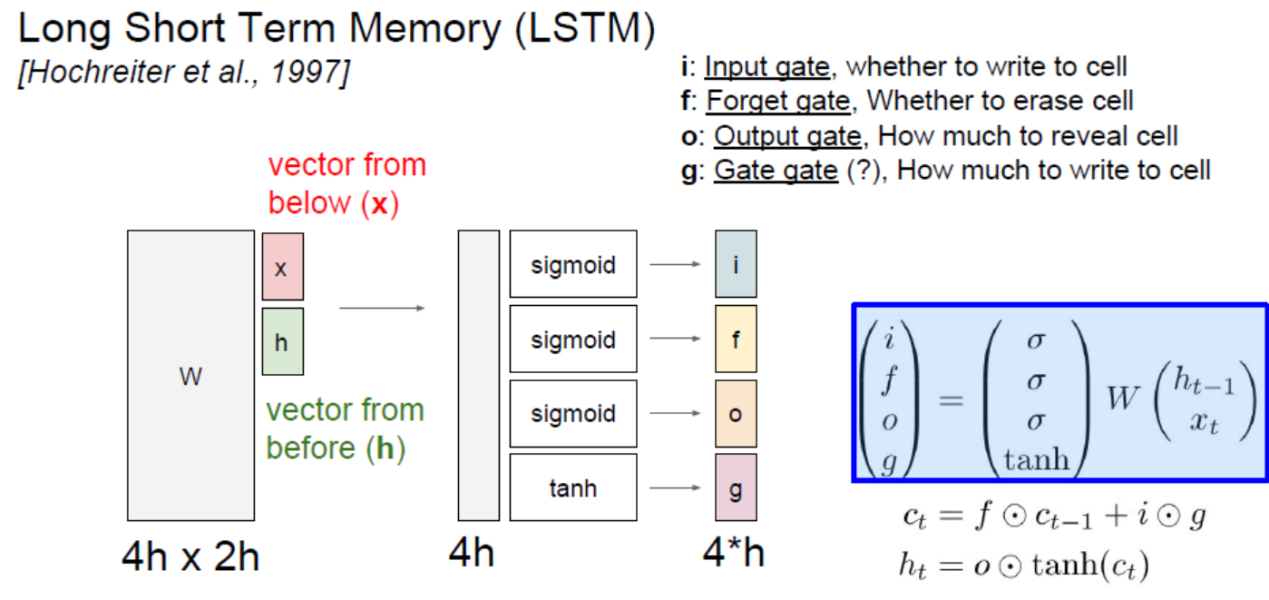 Long Short Term Memory (LSTM)
[Hochreiter et al., 1997]
i: Input gate, whether to write to cell
f: Forget gate, Whether to erase cell
o: Output gate, How much to reveal cell
g: Gate gate (?), How much to write to cell
vector from
below (x)
W
x
h
vector from
before (h)
4h x 2h
4h
sigmoid
sigmoid
sigmoid
tanh
i
f
o
g
4*h
(i f o g) = (σ σ σ tanh) W (h_{t−1} x_t)
c_t = f ⊙ c_{t−1} + i ⊙ g
h_t = o ⊙ tanh(c_t)